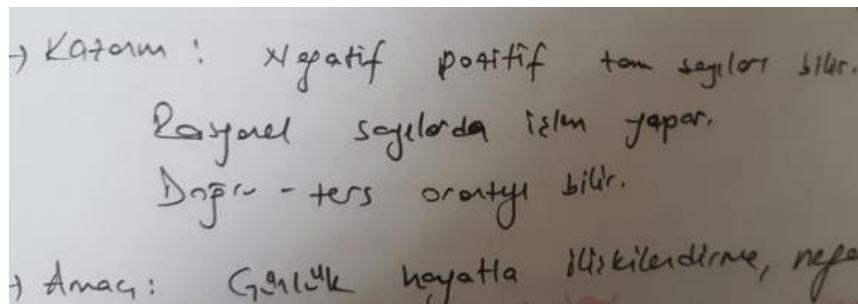 → Kazanım : Negatif pozitif tam sayıları bilir.
Rasyonel sayılarda işlem yapar.
Doğru - ters orantıyı bilir.
→ Amaç : Günlük hayatla ilişkilendirme,